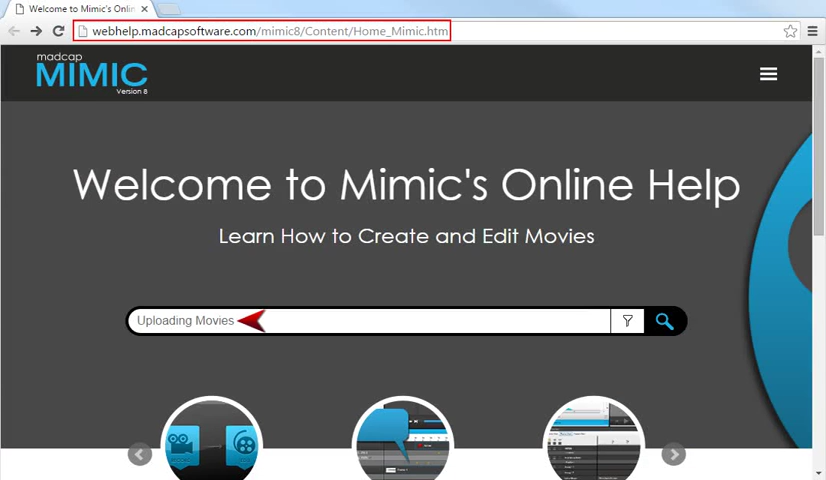 Welcome to Mimic's Onlin
webhelp.madcapsoftware.com/mimic8/Content/Home_Mimic.htm
madcap
MIMIC
Version 8
Welcome to Mimic's Online Help
Learn How to Create and Edit Movies
Uploading Movies